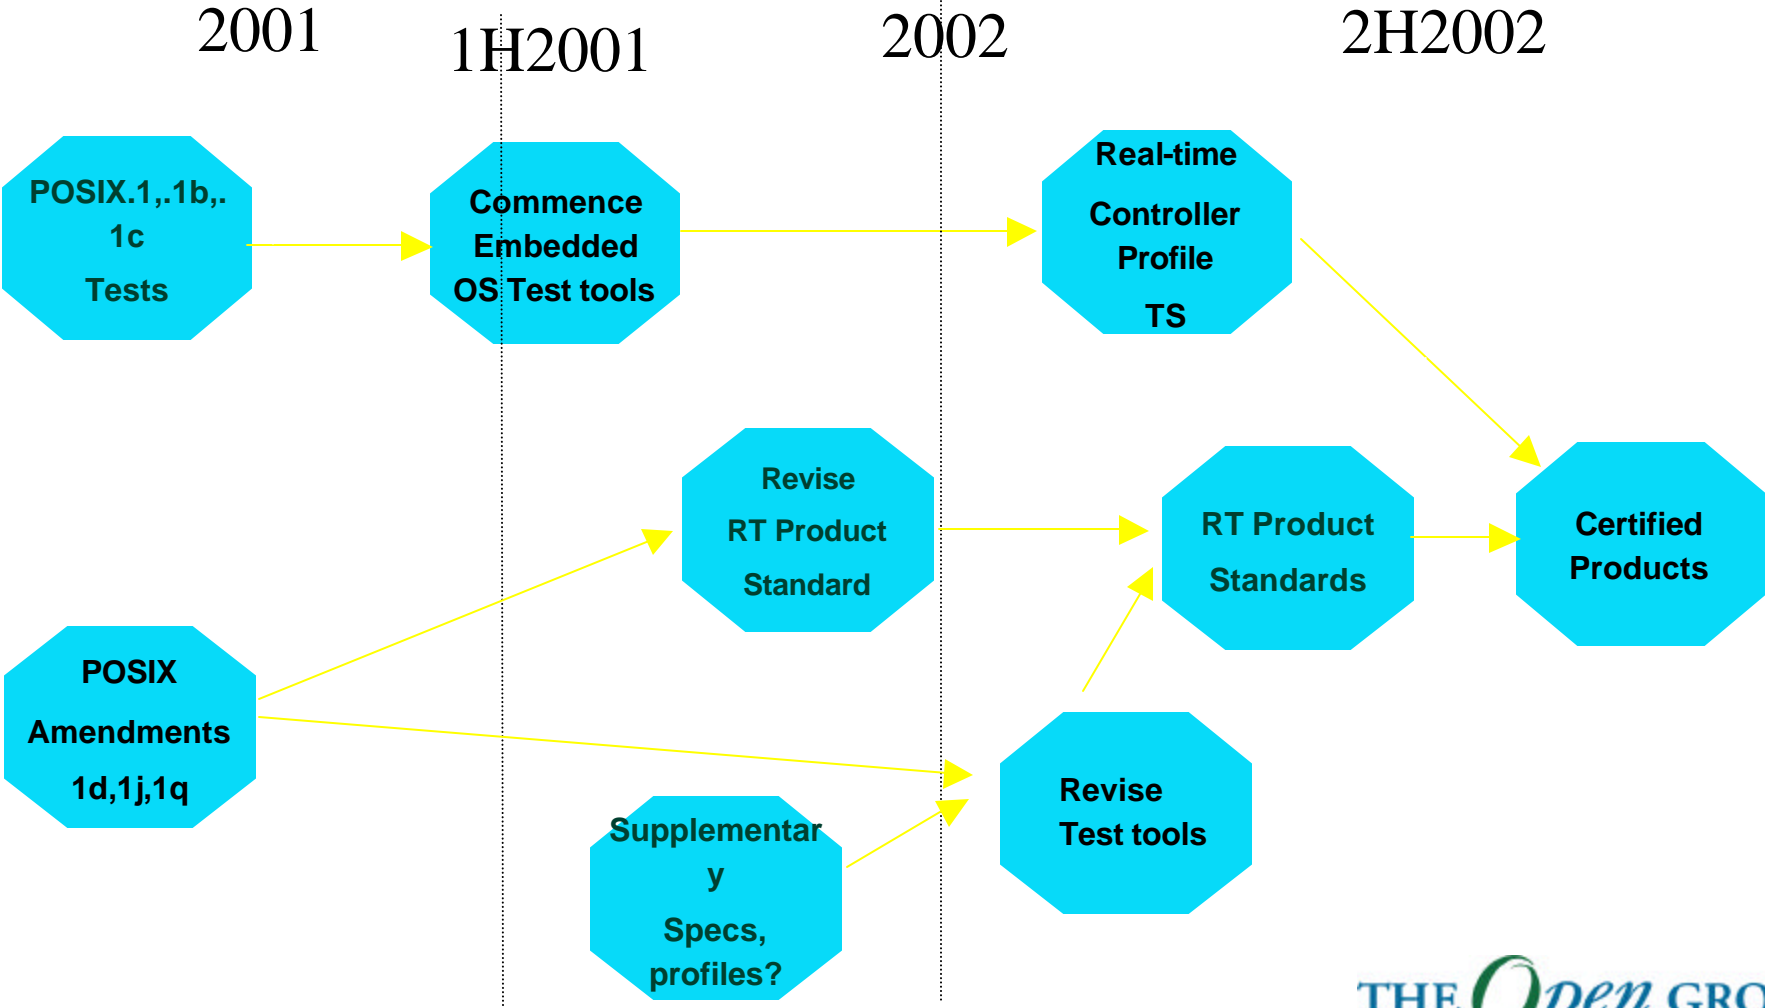 2001
1H2001
2002
2H2002
POSIX.1,.1b,.
1c
Tests
Commence
Embedded
OS Test tools
Real-time
Controller
Profile
TS
Revise
RT Product
Standard
RT Product
Standards
Certified
Products
POSIX
Amendments
1d,1j,1q
Supplementar
y
Specs,
profiles?
Revise
Test tools
THE Open GRO